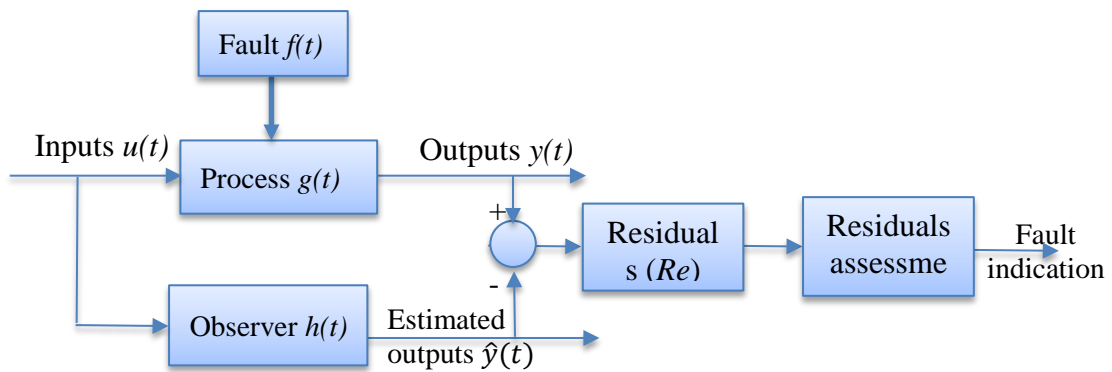 Fault f(t)
Inputs u(t)
Process g(t)
Outputs y(t)
+
-
Residual
s (Re)
Residuals
assessme
Fault
indication
Observer h(t)
Estimated
outputs ŷ(t)